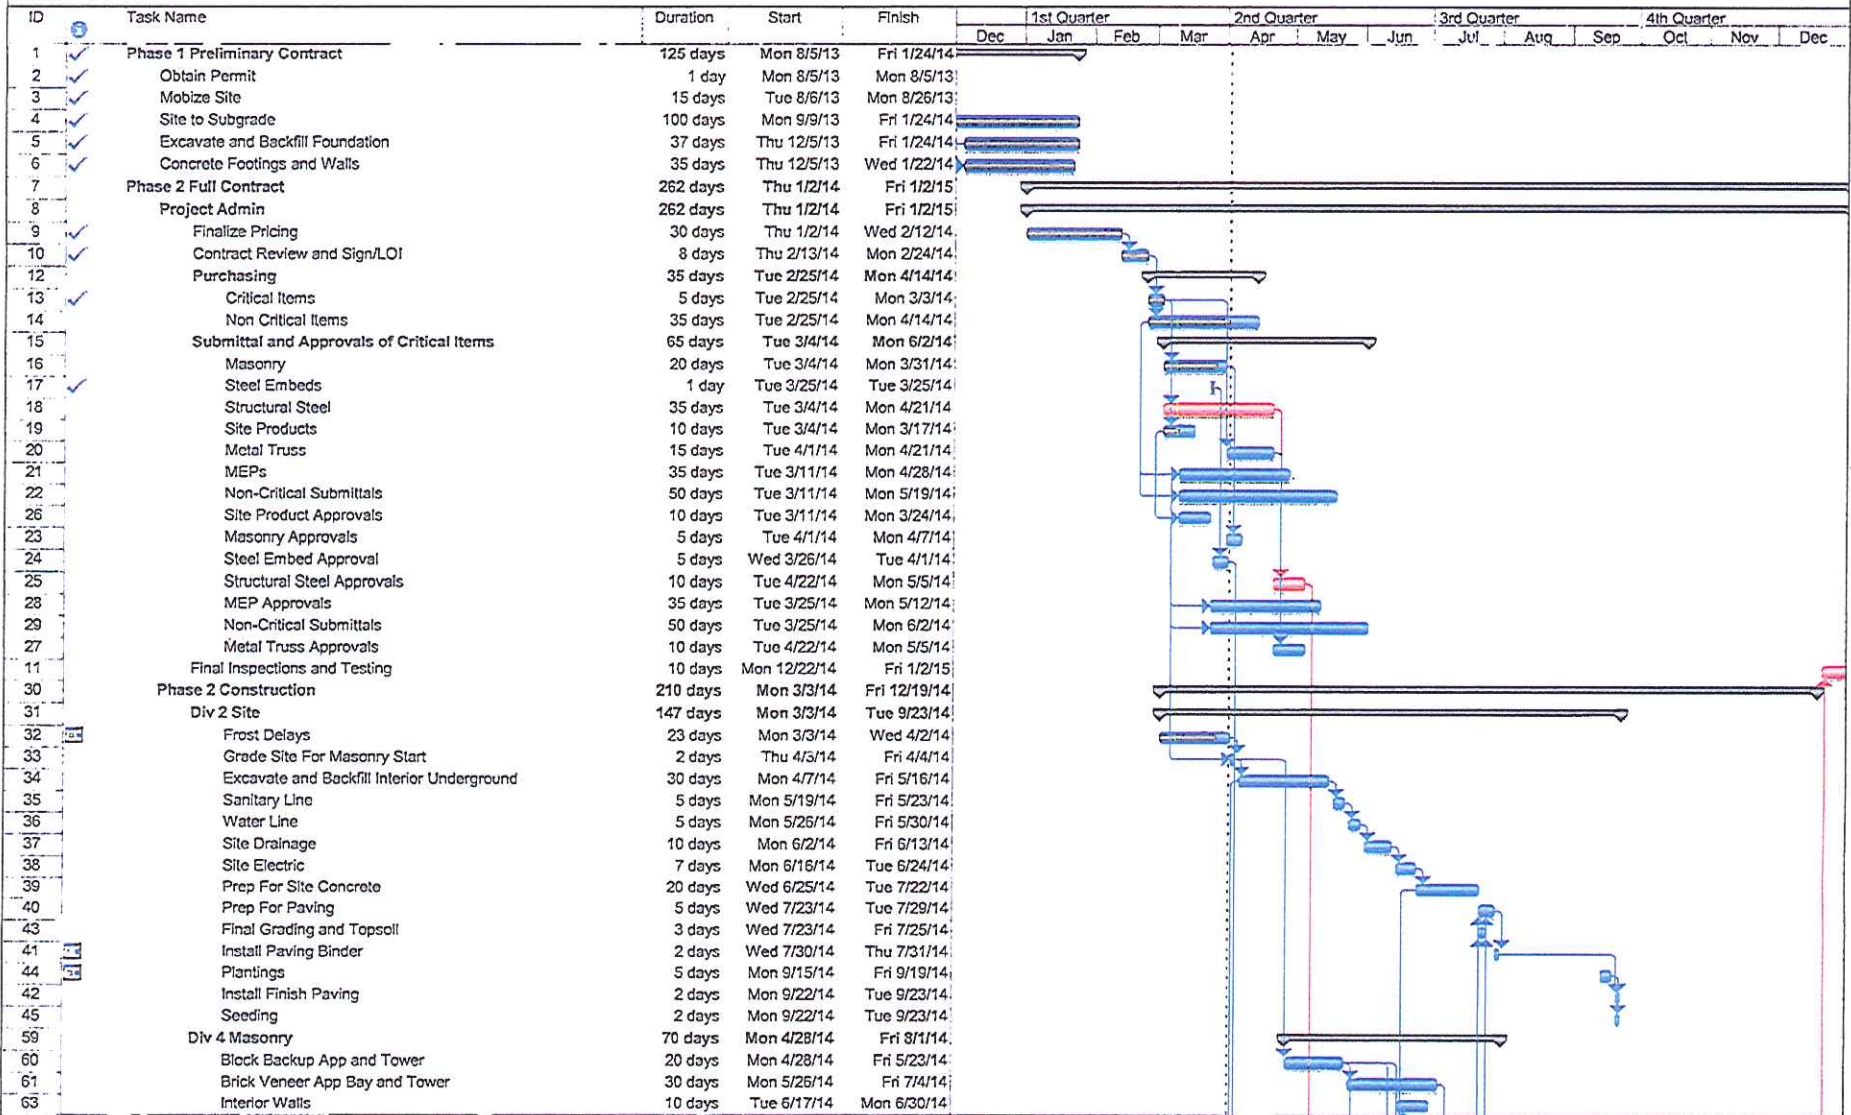 ID Task Name Duration Start Finish 1st Quarter 2nd Quarter 3rd Quarter 4th Quarter
Dec Jan Feb Mar Apr May Jun Jul Aug Sep Oct Nov Dec
1 Phase 1 Preliminary Contract 125 days Mon 8/5/13 Fri 1/24/14
2 Obtain Permit 1 day Mon 8/5/13 Mon 8/5/13
3 Mobize Site 15 days Tue 8/6/13 Mon 8/26/13
4 Site to Subgrade 100 days Mon 9/9/13 Fri 1/24/14
5 Excavate and Backfill Foundation 37 days Thu 12/5/13 Fri 1/24/14
6 Concrete Footings and Walls 35 days Thu 12/5/13 Wed 1/22/14
7 Phase 2 Full Contract 262 days Thu 1/2/14 Fri 1/2/15
8 Project Admin 262 days Thu 1/2/14 Fri 1/2/15
9 Finalize Pricing 30 days Thu 1/2/14 Wed 2/12/14
10 Contract Review and Sign/LOI 8 days Thu 2/13/14 Mon 2/24/14
12 Purchasing 35 days Tue 2/25/14 Mon 4/14/14
13 Critical Items 5 days Tue 2/25/14 Mon 3/3/14
14 Non Critical Items 35 days Tue 2/25/14 Mon 4/14/14
15 Submittal and Approvals of Critical Items 65 days Tue 3/4/14 Mon 6/2/14
16 Masonry 20 days Tue 3/4/14 Mon 3/31/14
17 Steel Embeds 1 day Tue 3/25/14 Tue 3/25/14
18 Structural Steel 35 days Tue 3/4/14 Mon 4/21/14
19 Site Products 10 days Tue 3/4/14 Mon 3/17/14
20 Metal Truss 15 days Tue 4/1/14 Mon 4/21/14
21 MEPs 35 days Tue 3/11/14 Mon 4/28/14
22 Non-Critical Submittals 50 days Tue 3/11/14 Mon 5/19/14
26 Site Product Approvals 10 days Tue 3/11/14 Mon 3/24/14
23 Masonry Approvals 5 days Tue 4/1/14 Mon 4/7/14
24 Steel Embed Approval 5 days Wed 3/26/14 Tue 4/1/14
25 Structural Steel Approvals 10 days Tue 4/22/14 Mon 5/5/14
28 MEP Approvals 35 days Tue 3/25/14 Mon 5/12/14
29 Non-Critical Submittals 50 days Tue 3/25/14 Mon 6/2/14
27 Metal Truss Approvals 10 days Tue 4/22/14 Mon 5/5/14
11 Final Inspections and Testing 10 days Mon 12/22/14 Fri 1/2/15
30 Phase 2 Construction 210 days Mon 3/3/14 Fri 12/19/14
31 Div 2 Site 147 days Mon 3/3/14 Tue 9/23/14
32 Frost Delays 23 days Mon 3/3/14 Wed 4/2/14
33 Grade Site For Masonry Start 2 days Thu 4/3/14 Fri 4/4/14
34 Excavate and Backfill Interior Underground 30 days Mon 4/7/14 Fri 5/16/14
35 Sanitary Line 5 days Mon 5/19/14 Fri 5/23/14
36 Water Line 5 days Mon 5/26/14 Fri 5/30/14
37 Site Drainage 10 days Mon 6/2/14 Fri 6/13/14
38 Site Electric 7 days Mon 6/16/14 Tue 6/24/14
39 Prep For Site Concrete 20 days Wed 6/25/14 Tue 7/22/14
40 Prep For Paving 5 days Wed 7/23/14 Tue 7/29/14
43 Final Grading and Topsoil 3 days Wed 7/23/14 Fri 7/25/14
41 Install Paving Binder 2 days Wed 7/30/14 Thu 7/31/14
44 Plantings 5 days Mon 9/15/14 Fri 9/19/14
42 Install Finish Paving 2 days Mon 9/22/14 Tue 9/23/14
45 Seeding 2 days Mon 9/22/14 Tue 9/23/14
59 Div 4 Masonry 70 days Mon 4/28/14 Fri 8/1/14
60 Block Backup App and Tower 20 days Mon 4/28/14 Fri 5/23/14
61 Brick Veneer App Bay and Tower 30 days Mon 5/26/14 Fri 7/4/14
63 Interior Walls 10 days Tue 6/17/14 Mon 6/30/14